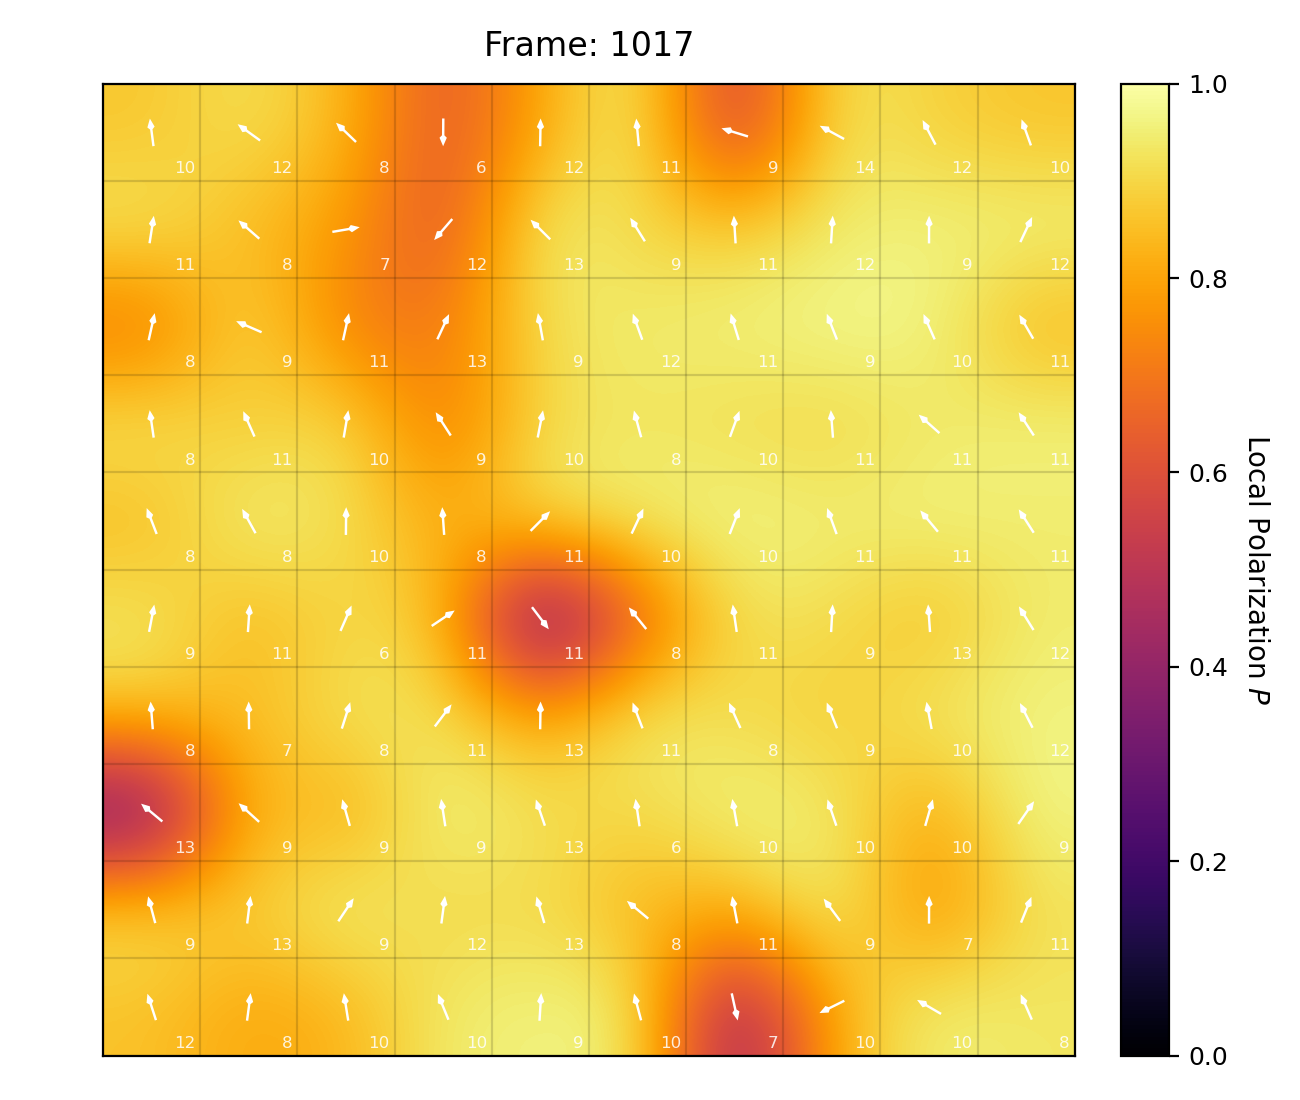 Frame: 1017
10 12 8 6 12 11 9 14 12 10
11 8 7 12 13 9 11 12 9 12
8 9 11 13 9 12 11 9 10 11
8 11 10 9 10 8 10 11 11 11
8 8 10 8 11 10 10 11 11 11
9 11 6 11 11 8 11 9 13 12
8 7 8 11 13 11 8 9 10 12
13 9 9 9 13 6 10 10 10 9
9 13 9 12 13 8 11 9 7 11
12 8 10 10 9 10 7 10 10 8
1.0
0.8
0.6
0.4
0.2
0.0
Local Polarization P